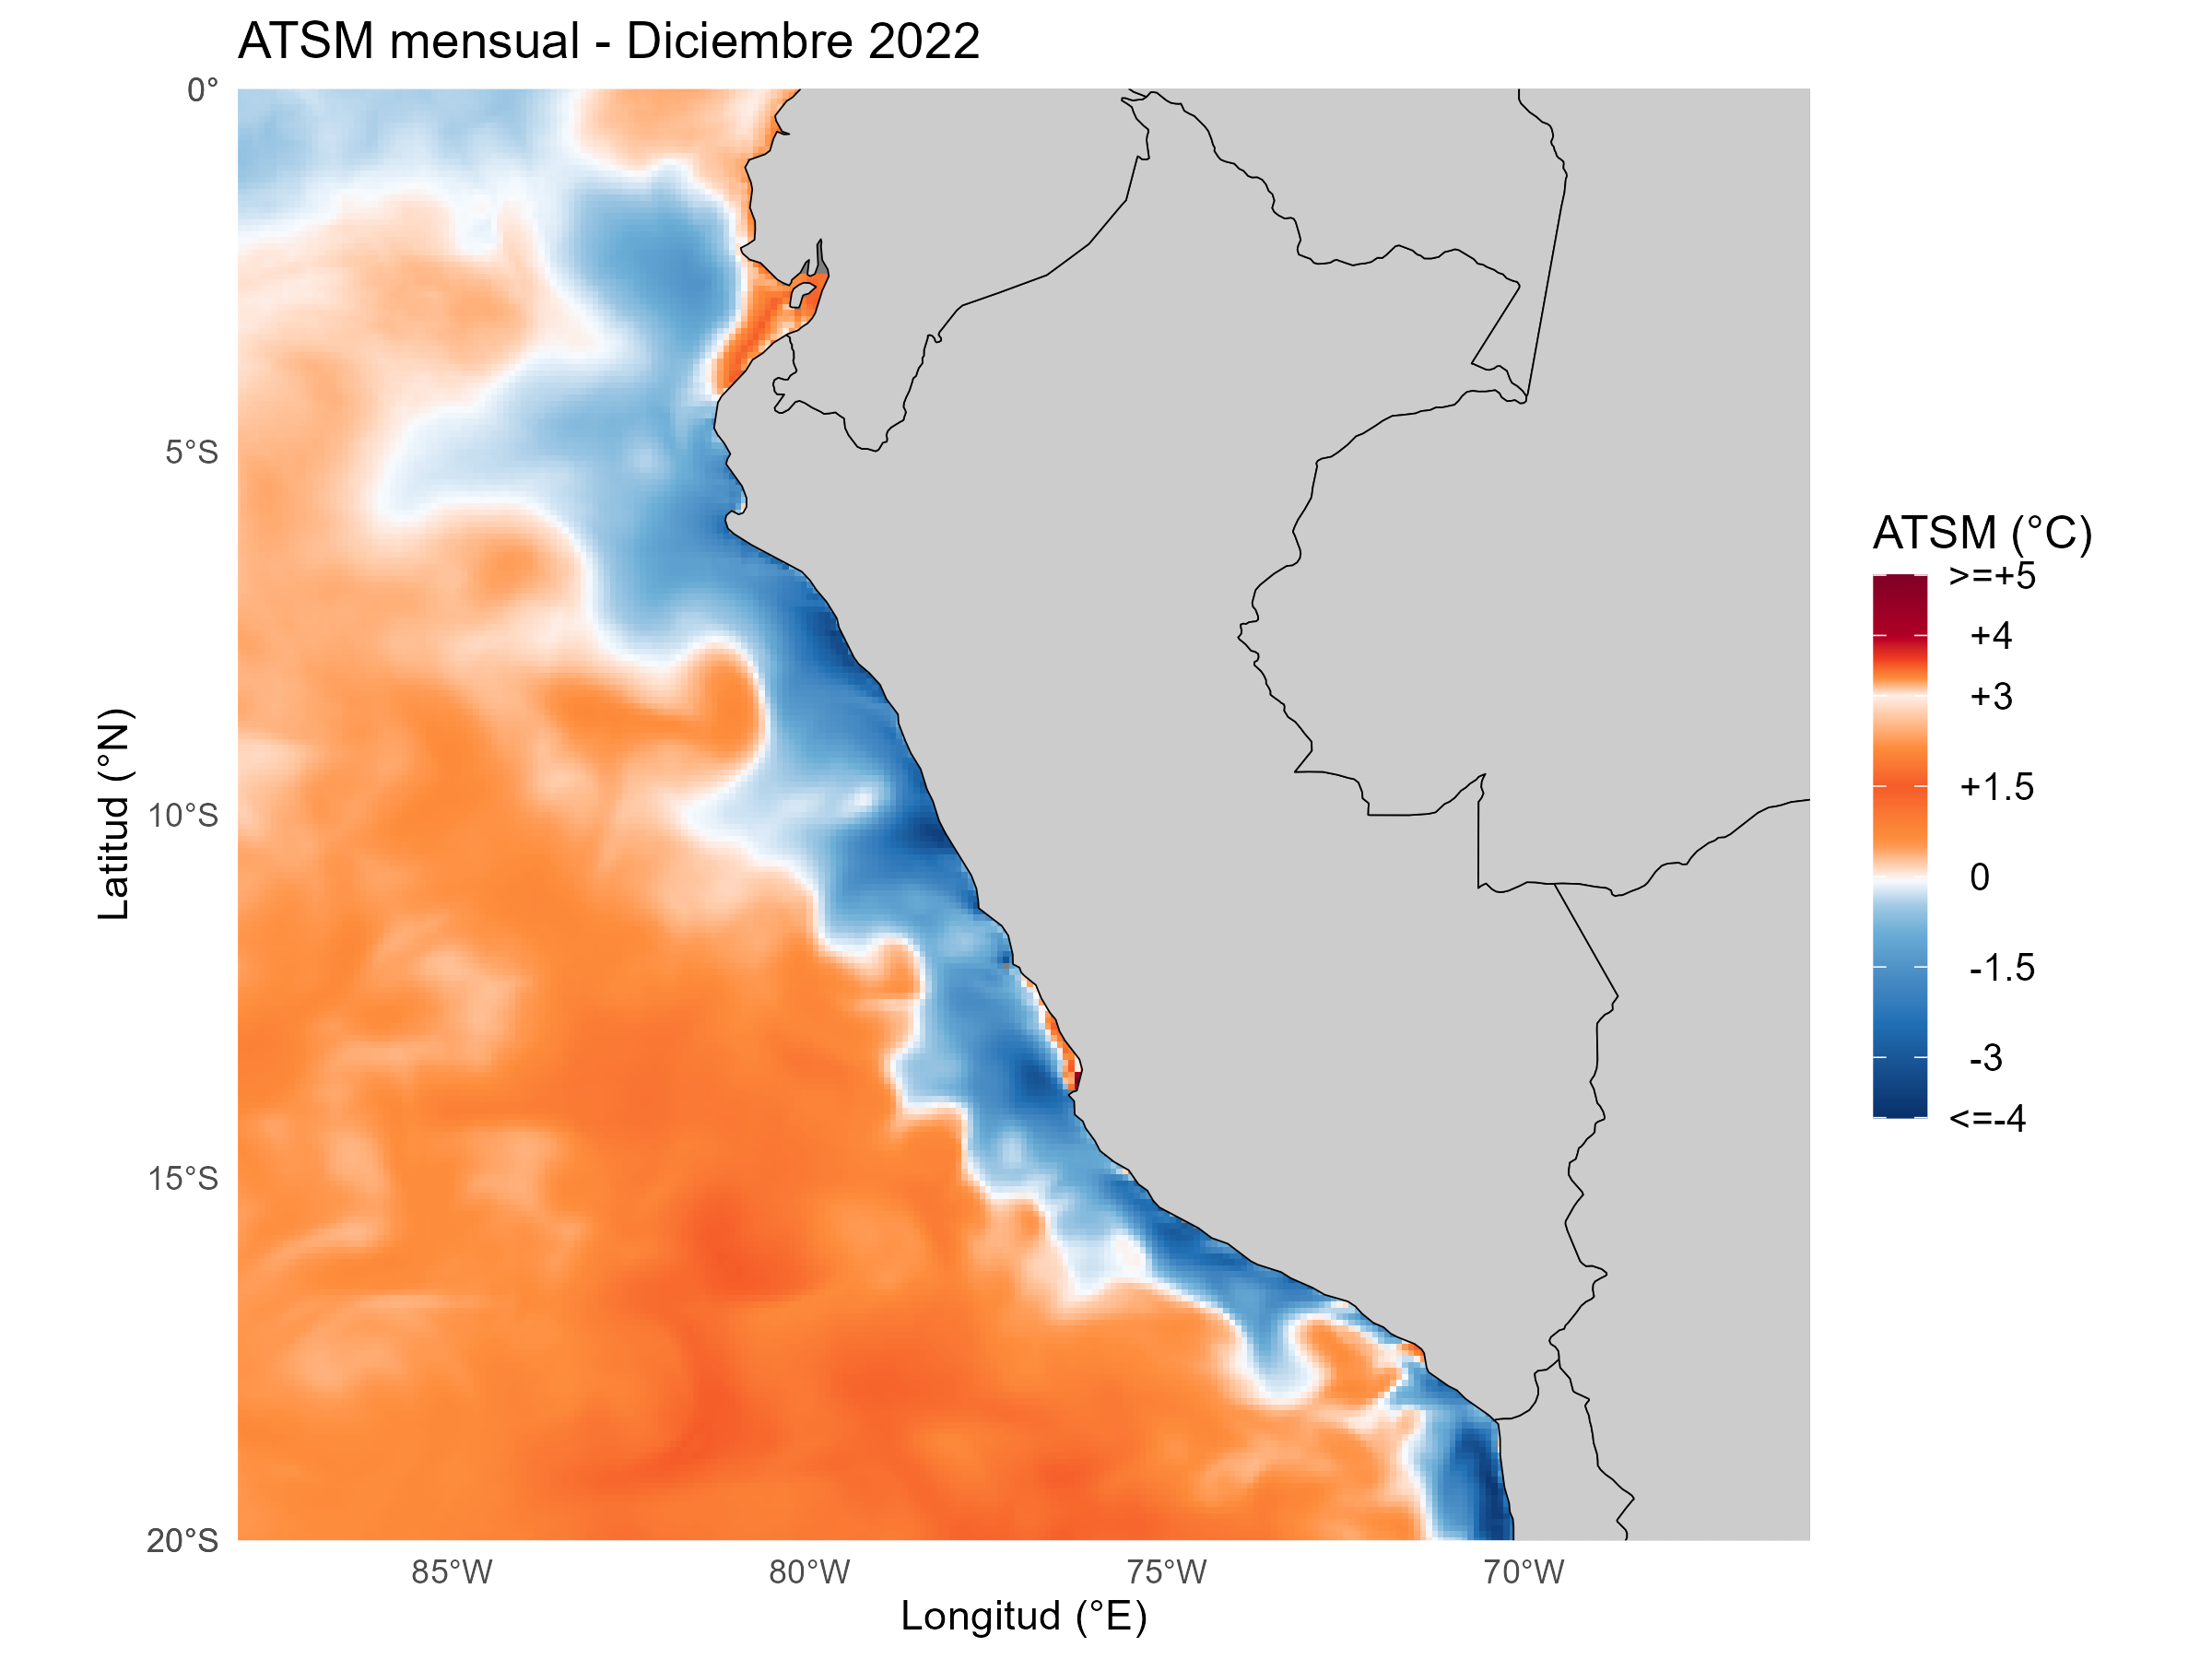 ATSM mensual - Diciembre 2022
0°
5°S
10°S
15°S
20°S
Latitud (°N)
85°W
80°W
75°W
70°W
Longitud (°E)
ATSM (°C)
>=+5
+4
+3
+1.5
0
-1.5
-3
<=-4